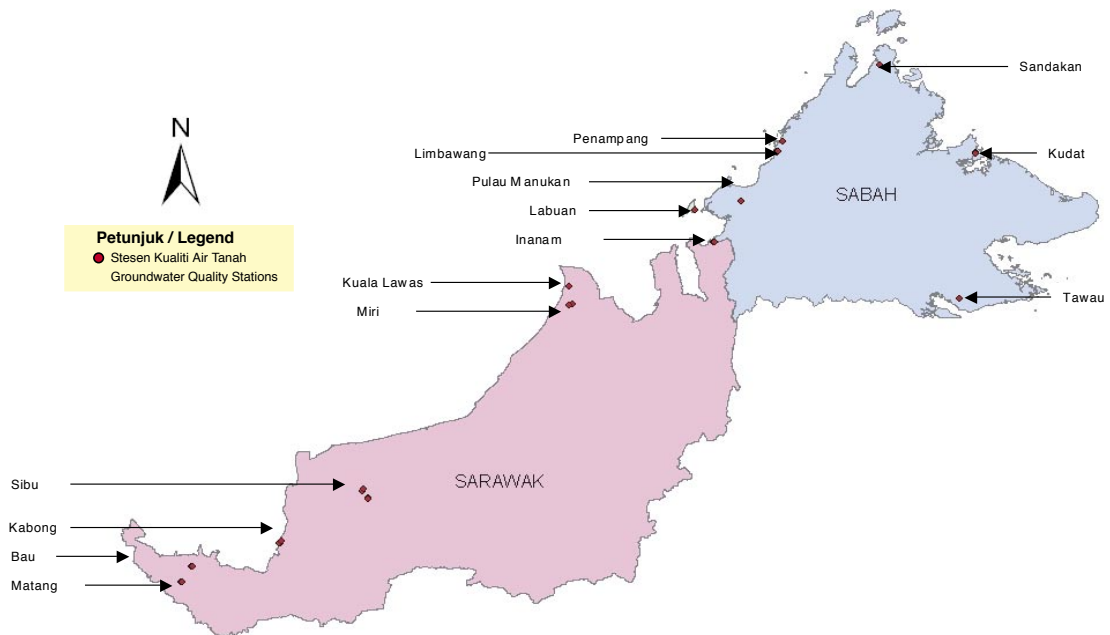 Sandakan
N
Penampang
Limbawang
Kudat
Pulau Manukan
SABAH
Labuan
Petunjuk / Legend
Stesen Kualiti Air Tanah
Groundwater Quality Stations
Inanam
Kuala Lawas
Tawau
Miri
Sibu
SARAWAK
Kabong
Bau
Matang